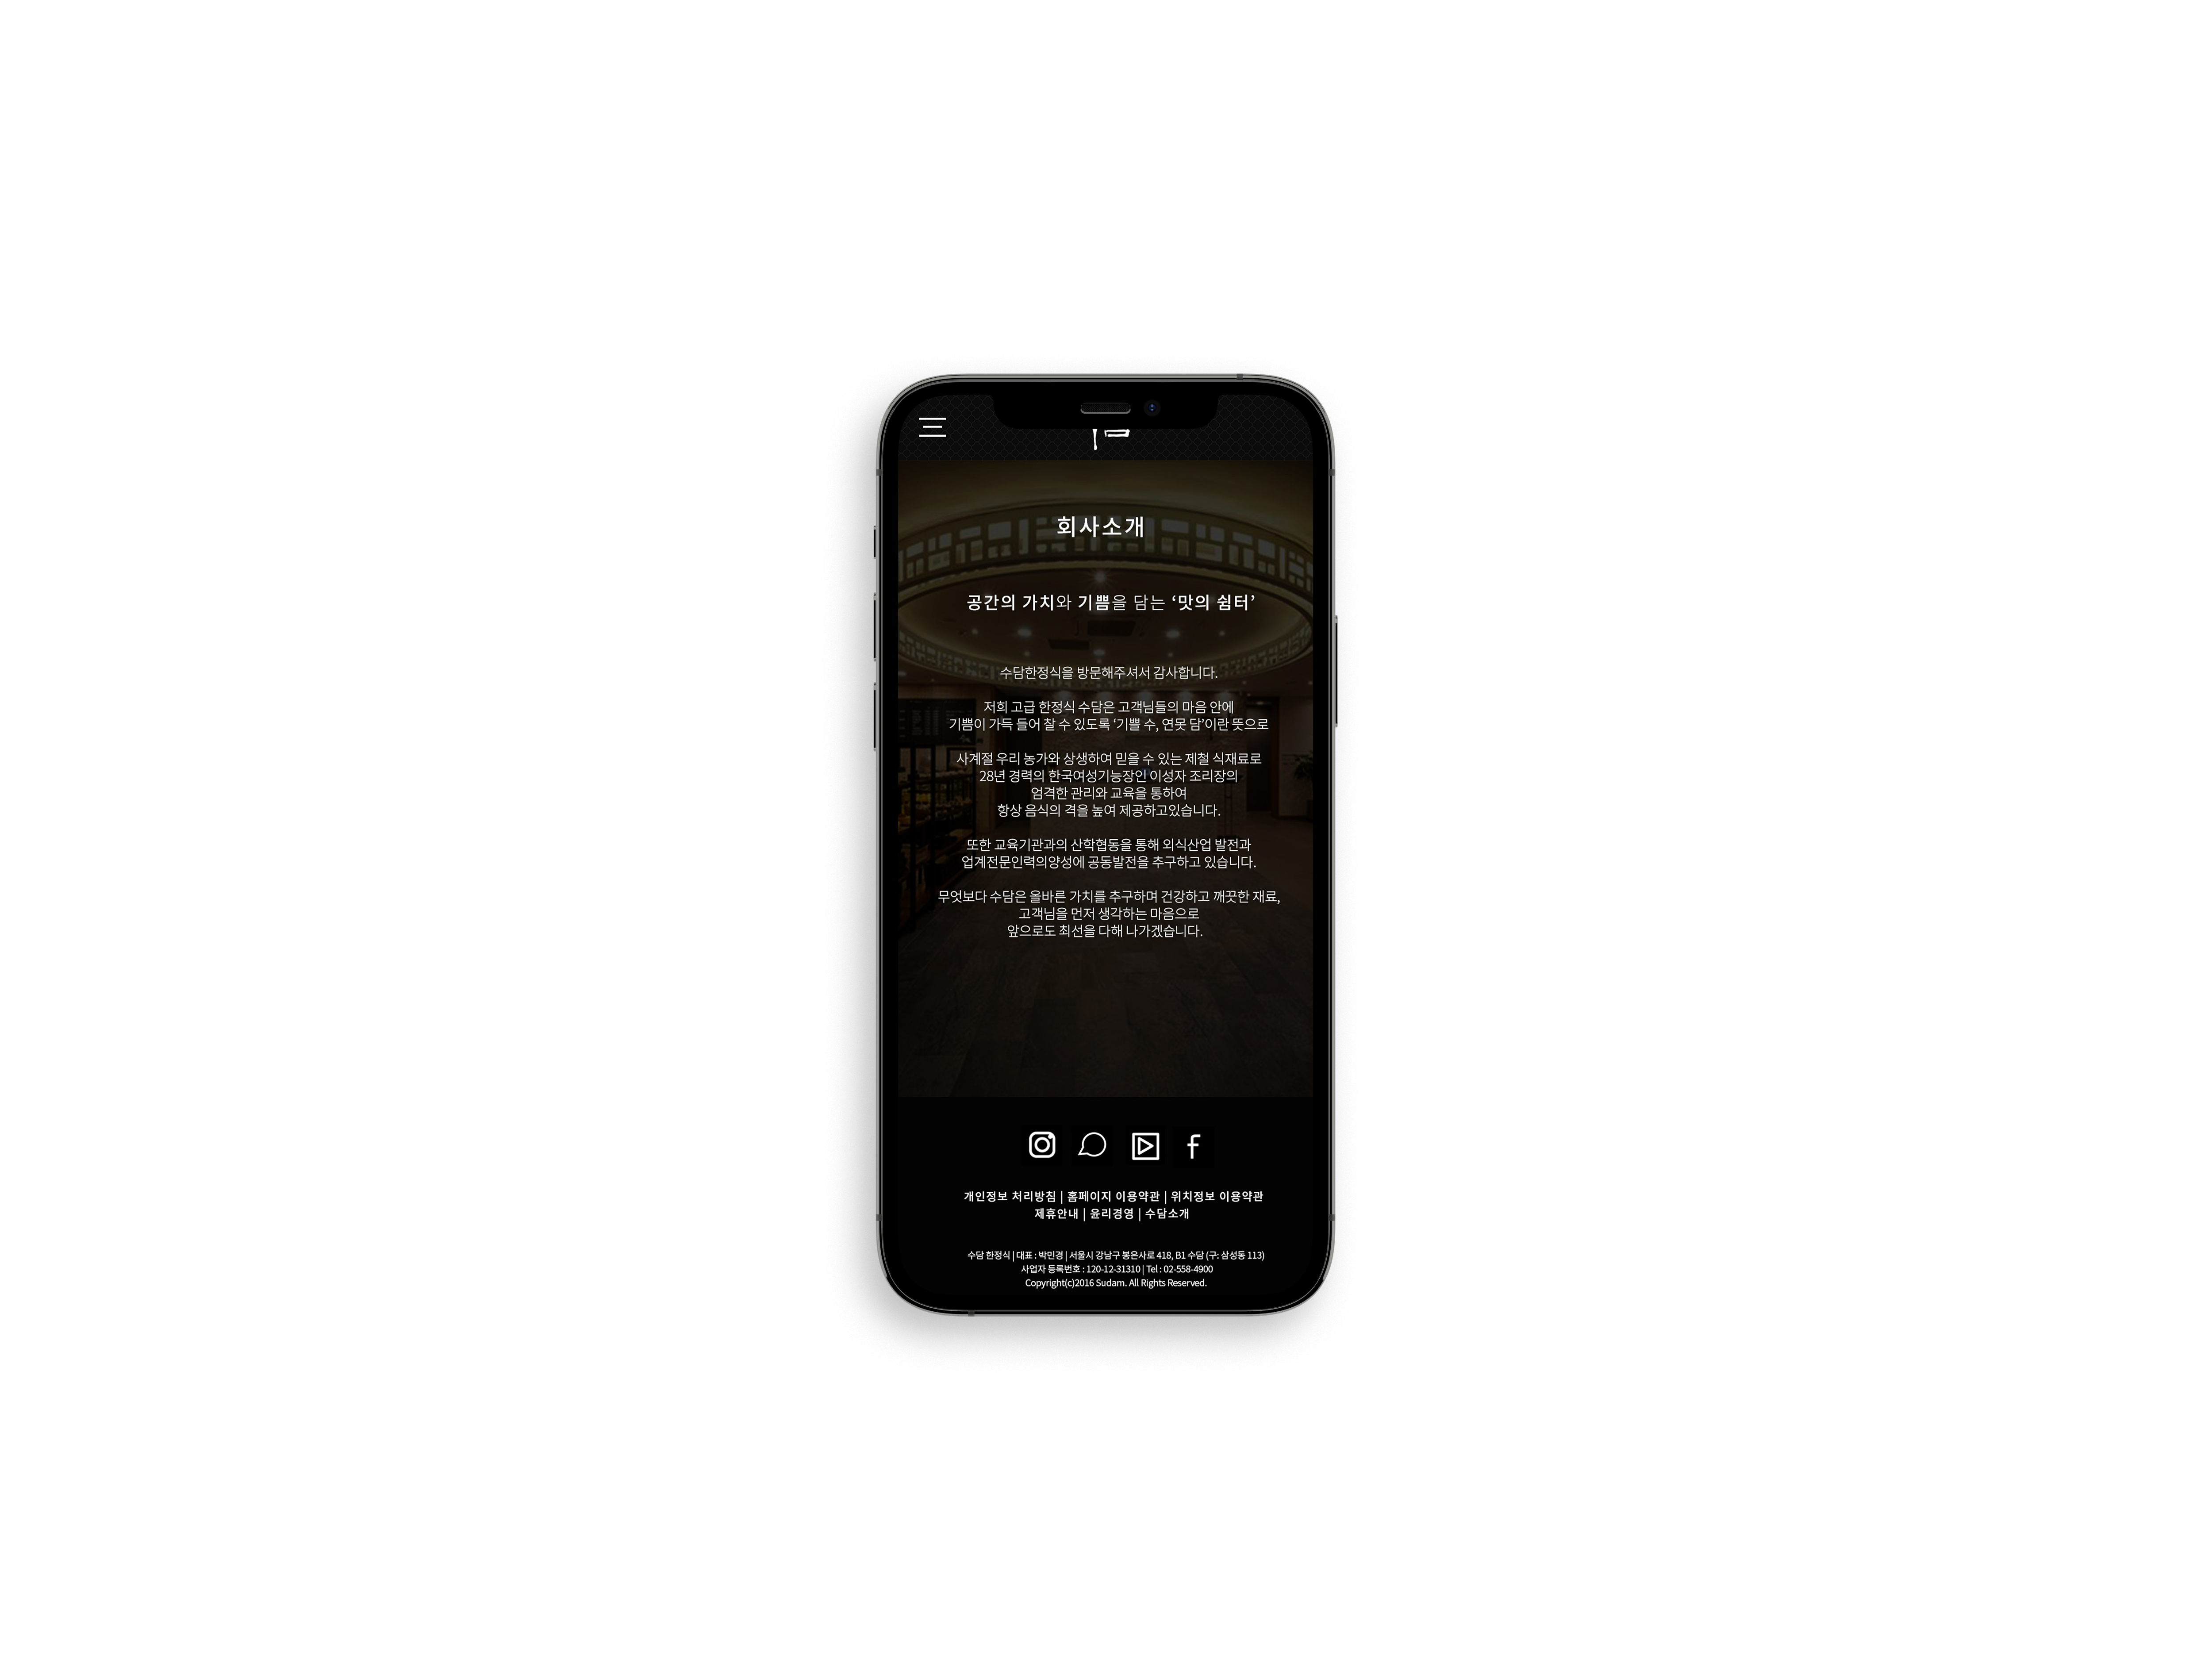 회사소개
공간의 가치와 기쁨을 담는 ‘맛의 쉼터’
수담한정식을 방문해주셔서 감사합니다.
저희 고급 한정식 수담은 고객님들의 마음 안에
기쁨이 가득 들어 찰 수 있도록 ‘기쁠 수, 연못 담’이란 뜻으로
사계절 우리 농가와 상생하여 믿을 수 있는 제철 식재료로
28년 경력의 한국여성기능장인 이성자 조리장의
엄격한 관리와 교육을 통하여
항상 음식의 격을 높여 제공하고있습니다.
또한 교육기관과의 산학협동을 통해 외식산업 발전과
업계전문인력의양성에 공동발전을 추구하고 있습니다.
무엇보다 수담은 올바른 가치를 추구하며 건강하고 깨끗한 재료,
고객님을 먼저 생각하는 마음으로
앞으로도 최선을 다해 나가겠습니다.
개인정보 처리방침 | 홈페이지 이용약관 | 위치정보 이용약관
제휴안내 | 윤리경영 | 수담소개
수담 한정식 | 대표 : 박민경 | 서울시 강남구 봉은사로 418, B1 수담 (구: 삼성동 113)
사업자 등록번호 : 120-12-31310 | Tel : 02-558-4900
Copyright(c)2016 Sudam. All Rights Reserved.